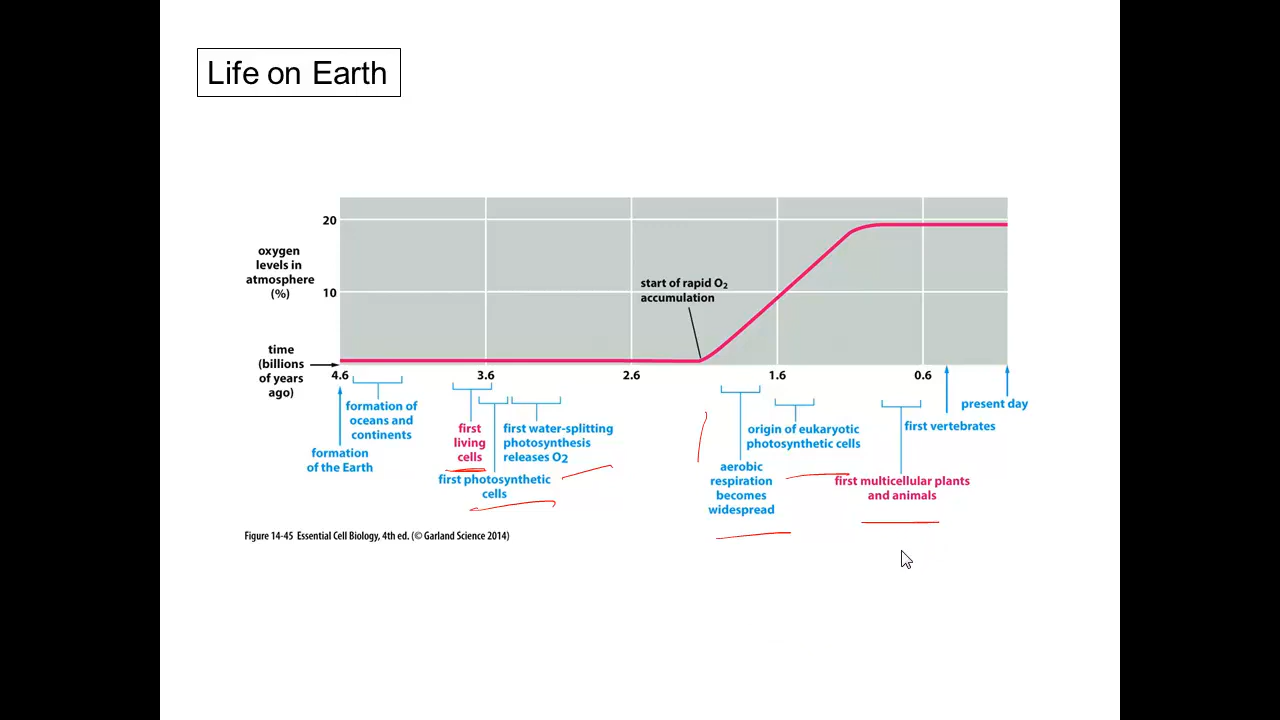 Life on Earth
20
oxygen
levels in
atmosphere
(%)
10
start of rapid O₂
accumulation
time
(billions
of years
ago)
4.6
3.6
2.6
1.6
0.6
formation of
oceans and
continents
formation
of the Earth
first
living
cells
first photosynthetic
cells
first water-splitting
photosynthesis
releases O₂
aerobic
respiration
becomes
widespread
origin of eukaryotic
photosynthetic cells
first multicellular plants
and animals
first vertebrates
present day
Figure 14-45 Essential Cell Biology, 4th ed. (© Garland Science 2014)